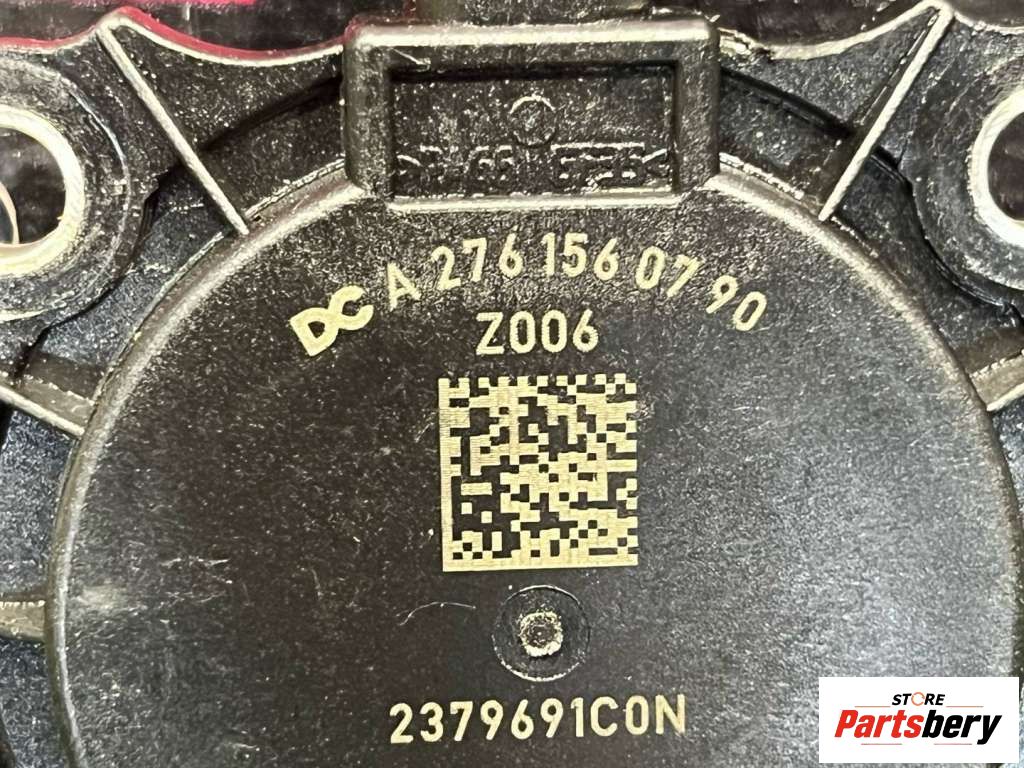 DC A 276 156 07 90
Z006
2379691C0N
STORE
Partsbery